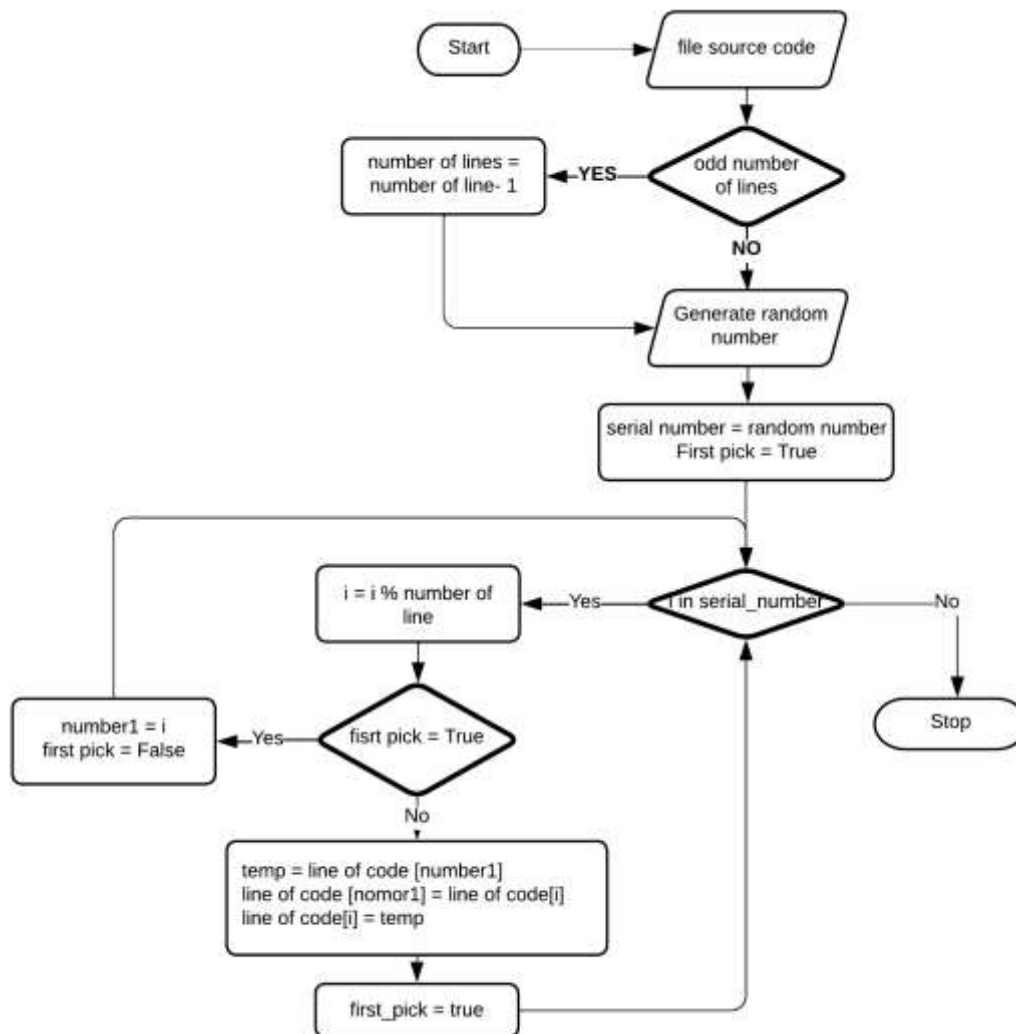 Start
file source code
odd number
of lines
YES
number of lines =
number of line- 1
NO
Generate random
number
serial number = random number
First pick = True
i in serial_number
Yes
No
i = i % number of
line
Stop
fisrt pick = True
Yes
number1 = i
first pick = False
No
temp = line of code [number1]
line of code [nomor1] = line of code[i]
line of code[i] = temp
first_pick = true